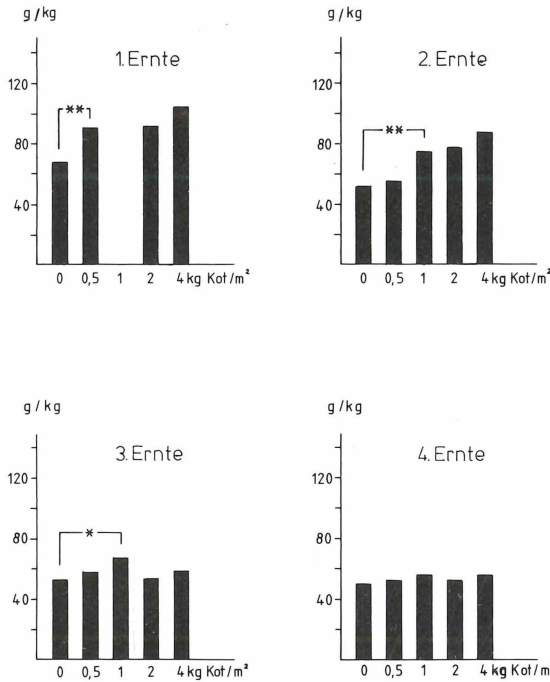 g/kg
1. Ernte
120
80
40
**
0 0,5 1 2 4 kg Kot/m²
g/kg
2. Ernte
120
80
40
**
0 0,5 1 2 4 kg Kot/m²
g/kg
3. Ernte
120
80
40
*
0 0,5 1 2 4 kg Kot/m²
g/kg
4. Ernte
120
80
40
0 0,5 1 2 4 kg Kot/m